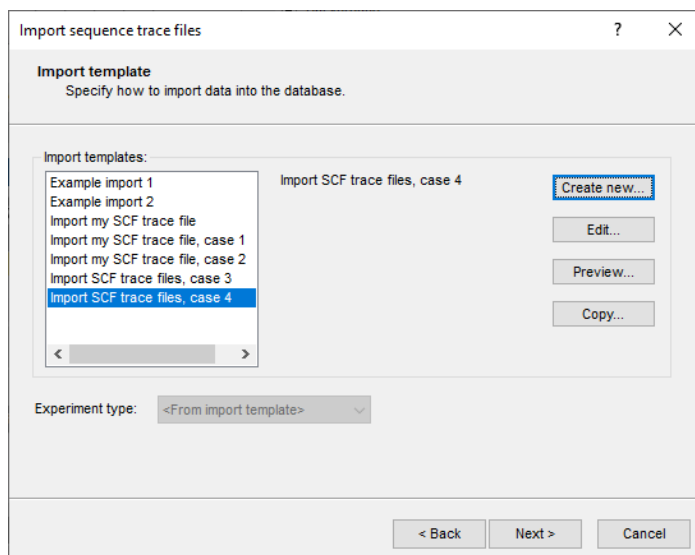 Import sequence trace files
?
Import template
Specify how to import data into the database.
Import templates:
Example import 1
Example import 2
Import my SCF trace file
Import my SCF trace file, case 1
Import my SCF trace file, case 2
Import SCF trace files, case 3
Import SCF trace files, case 4
Import SCF trace files, case 4
Create new...
Edit...
Preview...
Copy...
Experiment type: <From import template>
< Back
Next >
Cancel